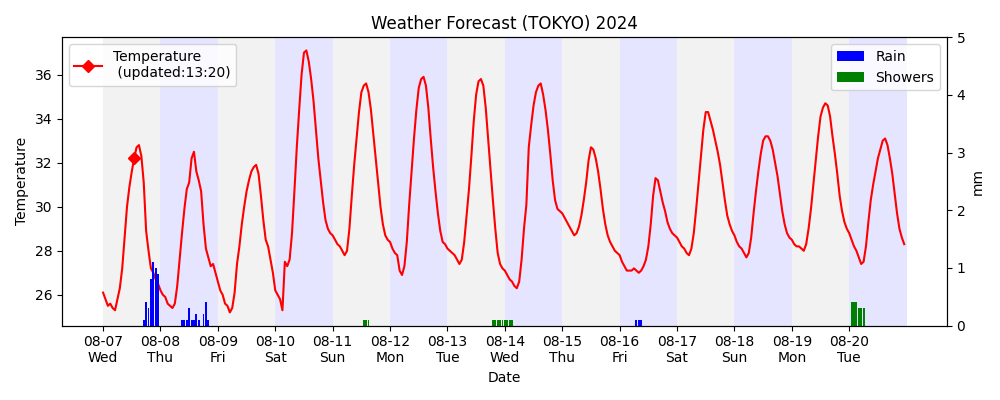 Weather Forecast (TOKYO) 2024
Temperature
(updated:13:20)
Rain
Showers
Temperature
36
34
32
30
28
26
5
4
3
2
1
0
mm
08-07 08-08 08-09 08-10 08-11 08-12 08-13 08-14 08-15 08-16 08-17 08-18 08-19 08-20
Wed Thu Fri Sat Sun Mon Tue Wed Thu Fri Sat Sun Mon Tue
Date